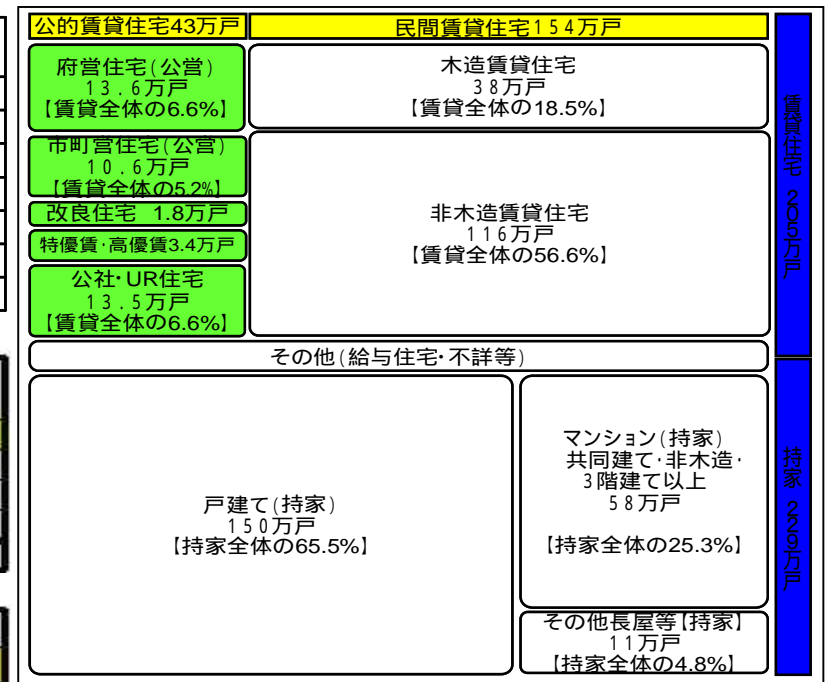 公的賃貸住宅43万戸
民間賃貸住宅154万戸
府営住宅(公営)
13.6万戸
【賃貸全体の6.6%】
市町営住宅(公営)
10.6万戸
【賃貸全体の5.2%】
改良住宅 1.8万戸
特優賃・高優賃3.4万戸
公社・UR住宅
13.5万戸
【賃貸全体の6.6%】
木造賃貸住宅
38万戸
【賃貸全体の18.5%】
非木造賃貸住宅
116万戸
【賃貸全体の56.6%】
賃貸住宅 205万戸
その他(給与住宅・不詳等)
戸建て(持家)
150万戸
【持家全体の65.5%】
マンション(持家)
共同建て・非木造・
3階建て以上
58万戸
【持家全体の25.3%】
その他長屋等【持家】
11万戸
【持家全体の4.8%】
持家 229万戸